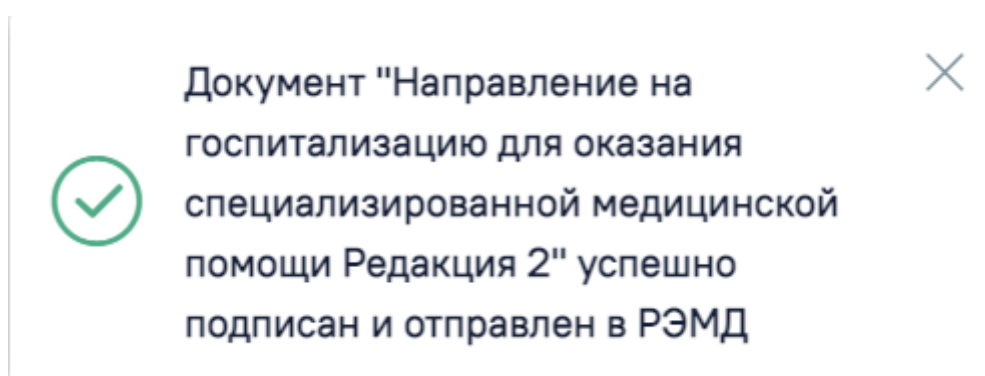 Документ "Направление на
госпитализацию для оказания
специализированной медицинской
помощи Редакция 2" успешно
подписан и отправлен в РЭМД